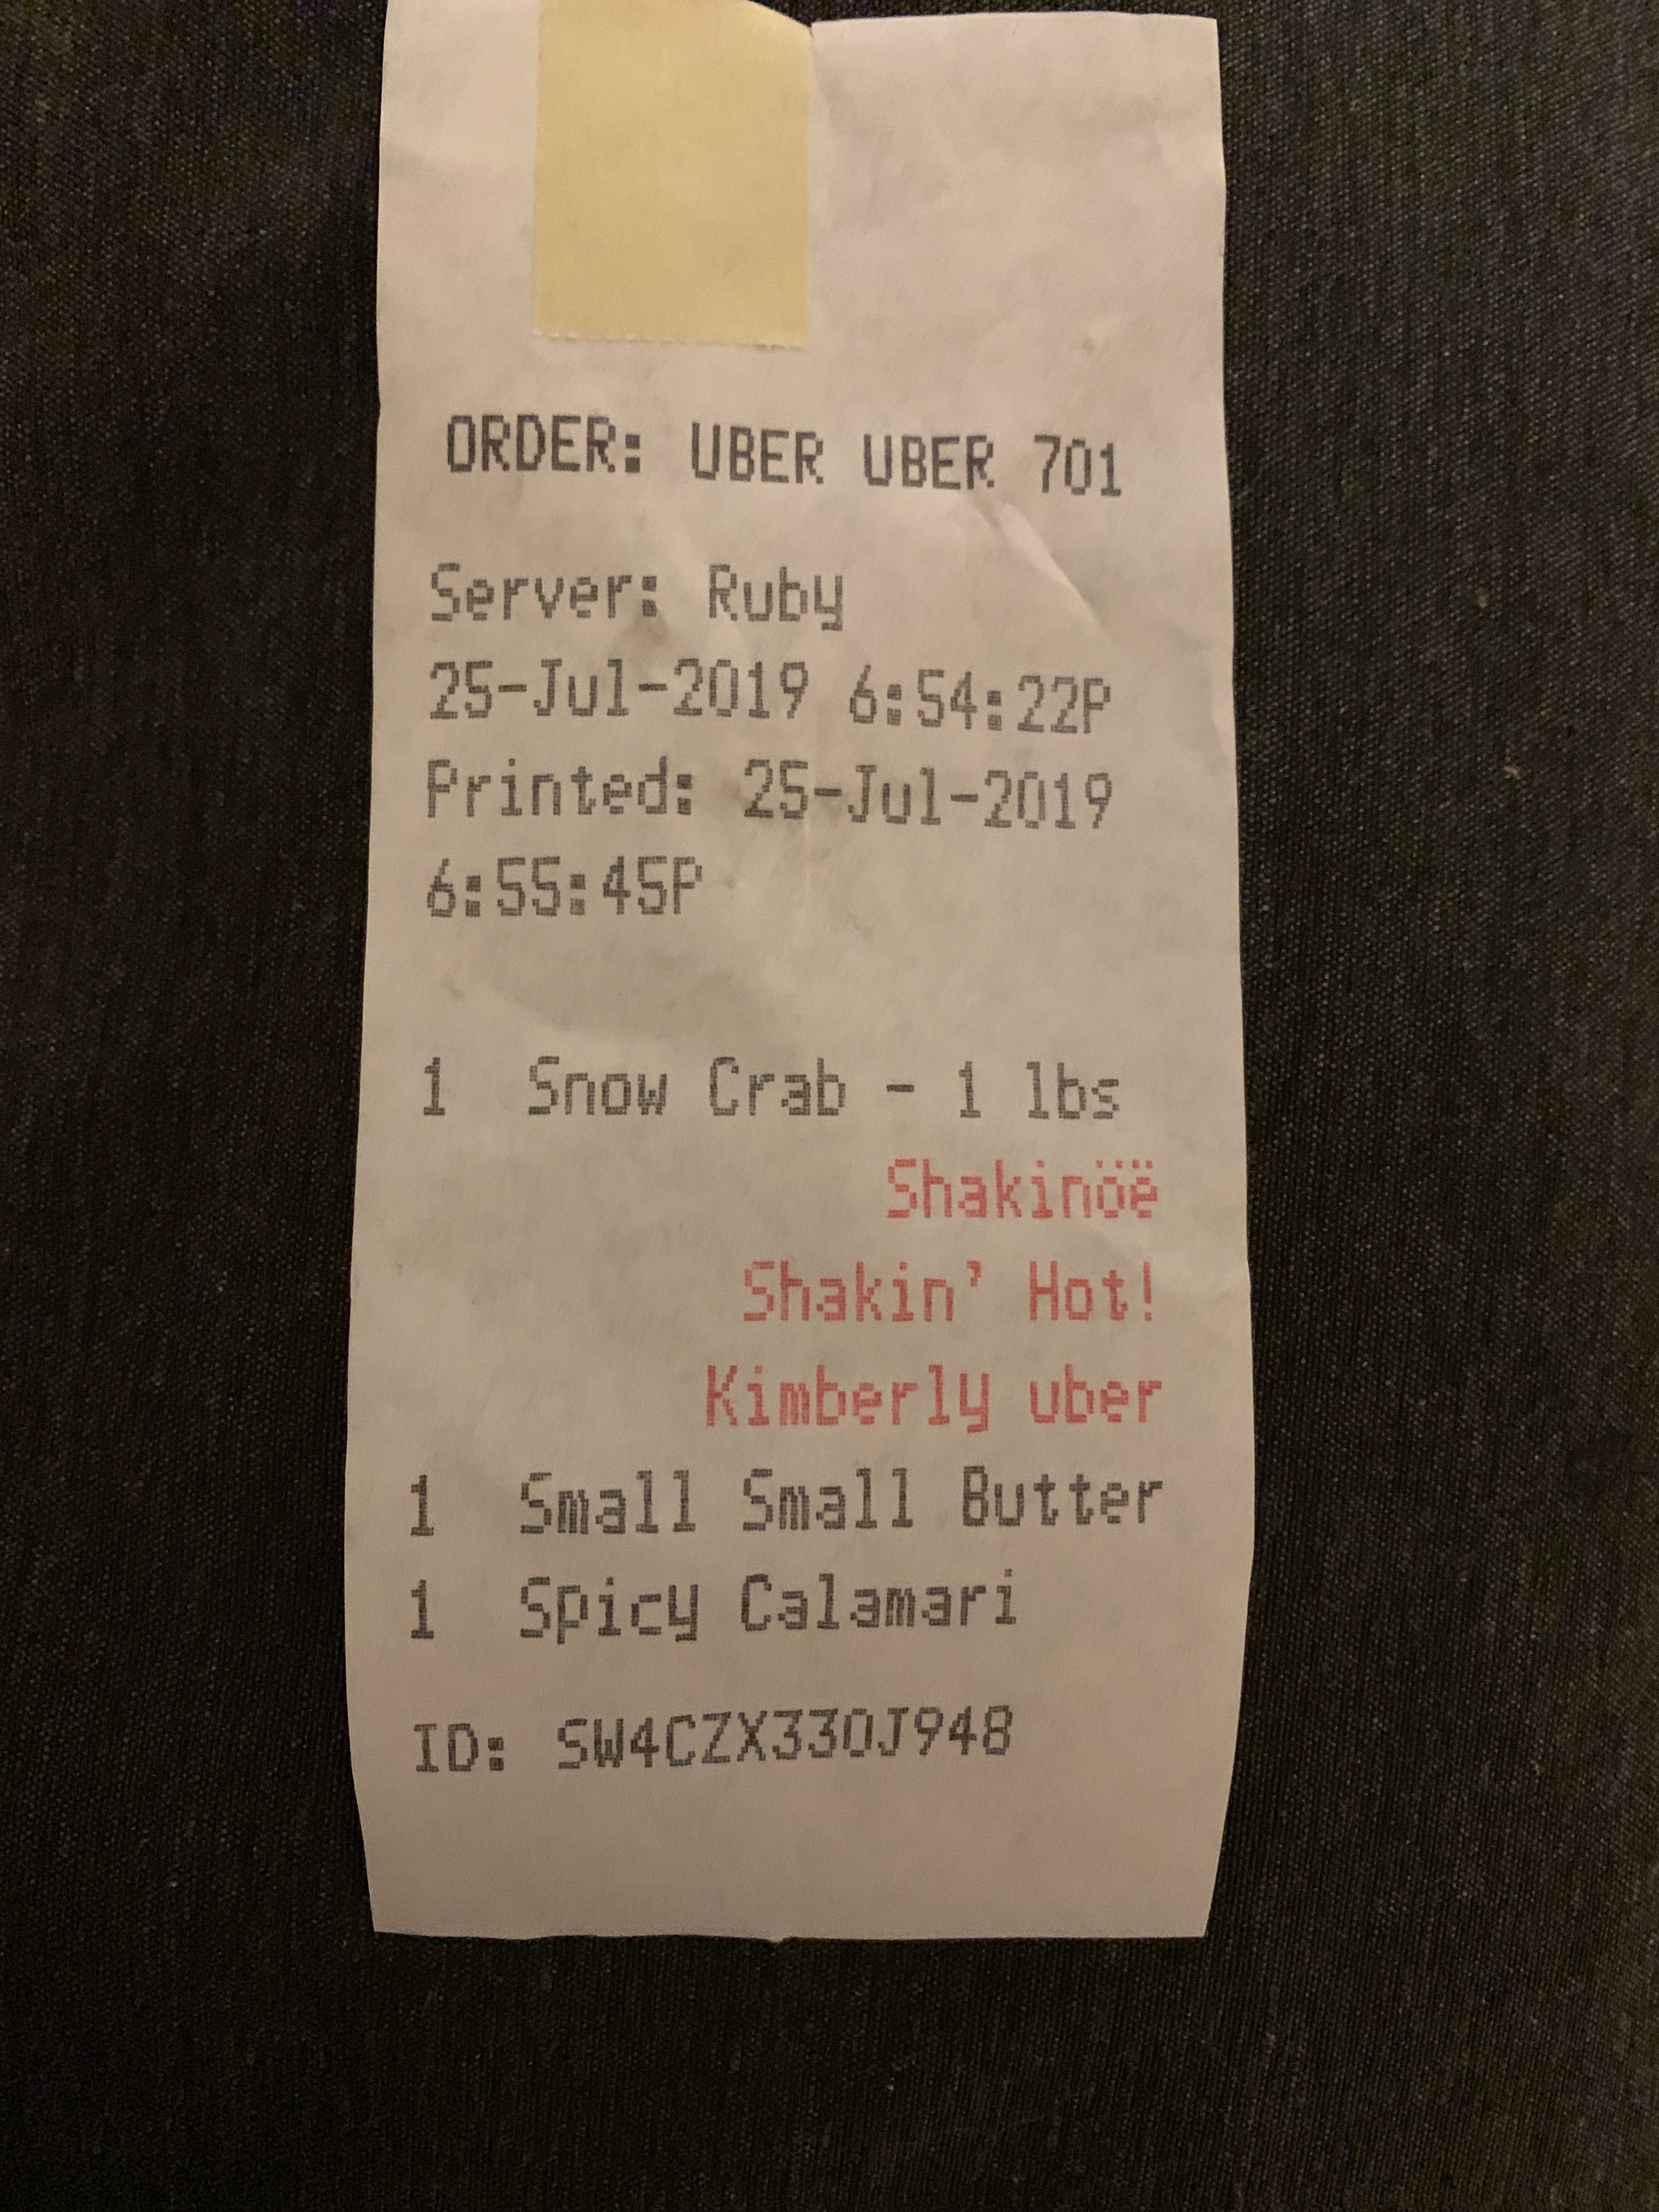 ORDER: UBER UBER 701
Server: Ruby
25-Jul-2019 6:54:22P
Printed: 25-Jul-2019
6:55:45P
1 Snow Crab - 1 lbs
Shakinöë
Shakin' Hot!
Kimberly uber
1 Small Small Butter
1 Spicy Calamari
ID: SW4CZX330J948